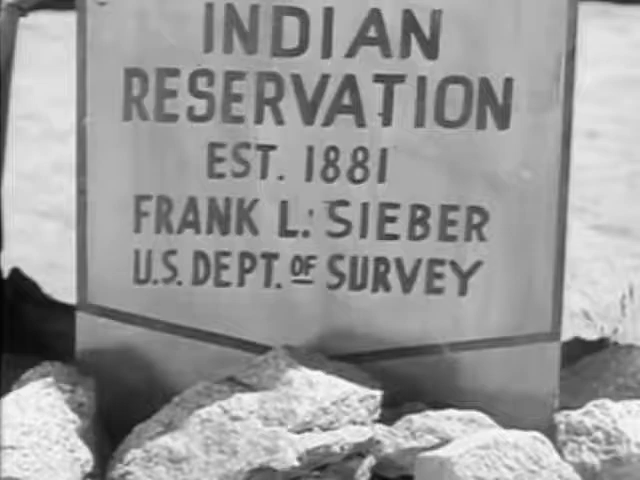 INDIAN
RESERVATION
EST. 1881
FRANK L. SIEBER
U.S. DEPT. OF SURVEY